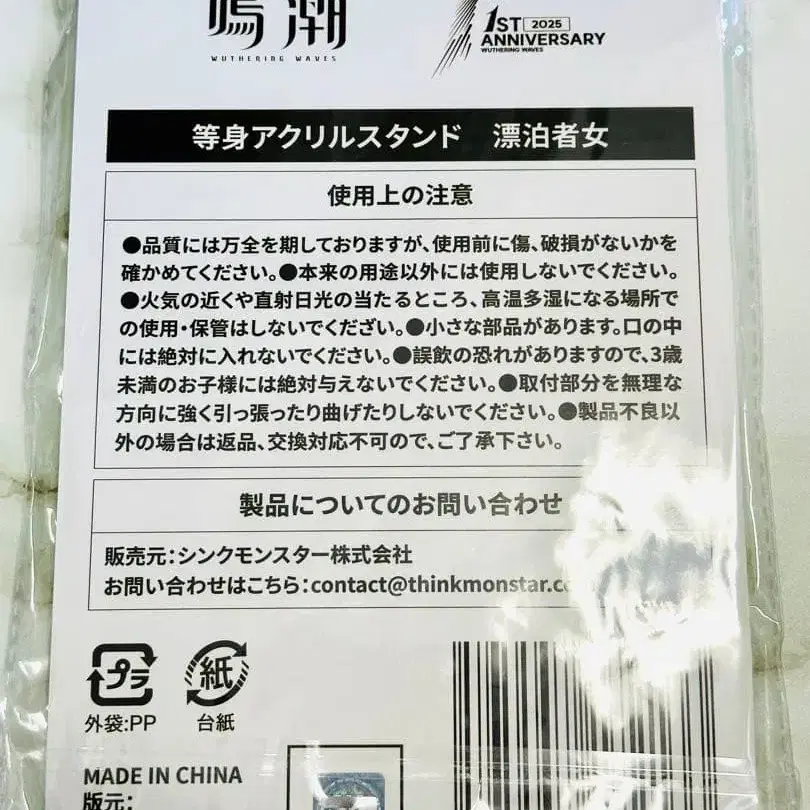 鳴潮
WUTHERING WAVES
1ST 2025
ANNIVERSARY
WUTHERING WAVES
等身アクリルスタンド 漂泊者女
使用上の注意
●品質には万全を期しておりますが、使用前に傷、破損がないかを
確かめてください。●本来の用途以外には使用しないでください。
●火気の近くや直射日光の当たるところ、高温多湿になる場所で
の使用・保管はしないでください。●小さな部品があります。口の中
には絶対に入れないでください。●誤飲の恐れがありますので、3歳
未満のお子様には絶対与えないでください。●取付部分を無理な
方向に強く引っ張ったり曲げたりしないでください。●製品不良以
外の場合は返品、交換対応不可ので、ご了承下さい。
製品についてのお問い合わせ
販売元：シンクモンスター株式会社
お問い合わせはこちら：contact@thinkmonstar.c
プラ
紙
外袋:PP
台紙
MADE IN CHINA
版元：